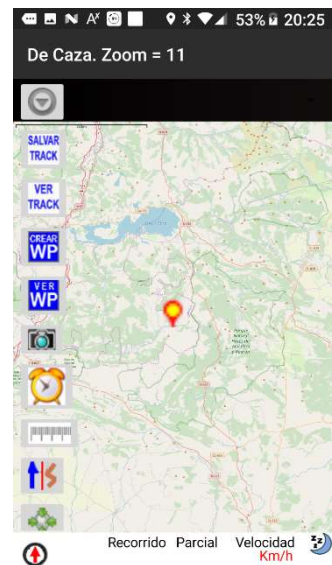 53% 20:25
De Caza. Zoom = 11
SALVAR
TRACK
VER
TRACK
CREAR
WP
VER
WP
Recorrido Parcial Velocidad
Km/h